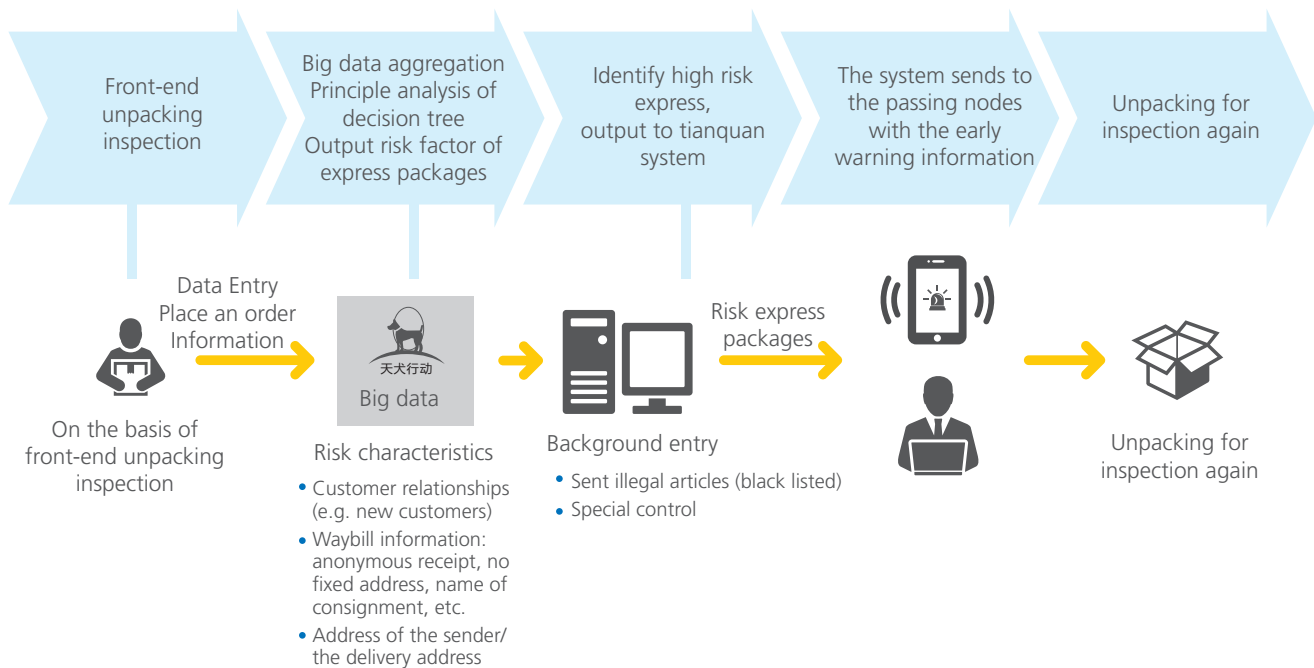 Front-end
unpacking
inspection
Big data aggregation
Principle analysis of
decision tree
Output risk factor of
express packages
Identify high risk
express,
output to tianquan
system
The system sends to
the passing nodes
with the early
warning information
Unpacking for
inspection again
Data Entry
Place an order
Information
天犬行动
Big data
Risk express
packages
On the basis of
front-end unpacking
inspection
Risk characteristics
• Customer relationships
(e.g. new customers)
• Waybill information:
anonymous receipt, no
fixed address, name of
consignment, etc.
• Address of the sender/
the delivery address
Background entry
• Sent illegal articles (black listed)
• Special control
Unpacking for
inspection again